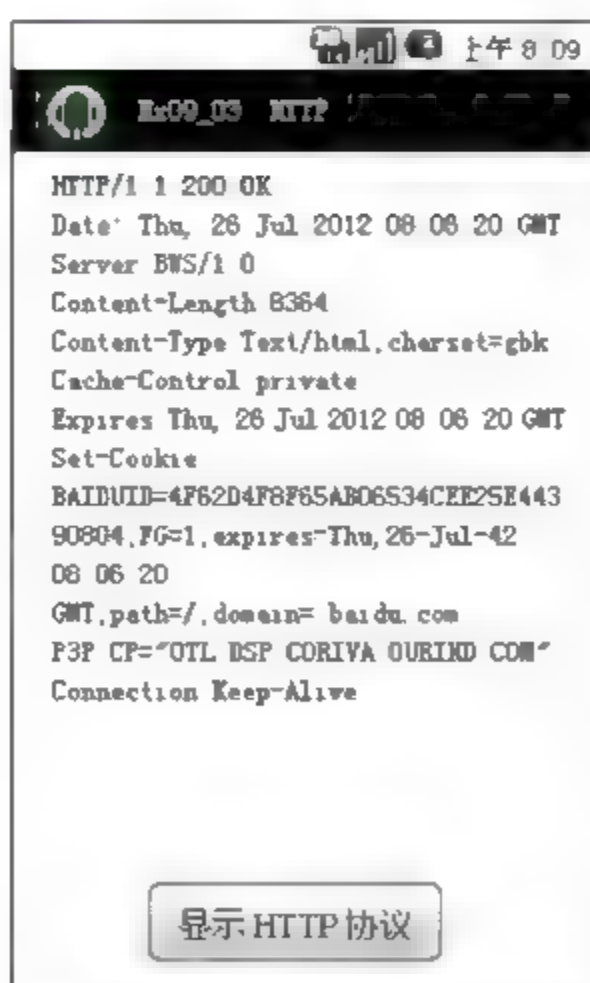 上午 8 09
Ex09_03 HTTP
HTTP/1 1 200 OK
Date: Thu, 26 Jul 2012 08 06 20 GMT
Server BWS/1 0
Content-Length 8364
Content-Type Text/html,charset=gbk
Cache-Control private
Expires Thu, 26 Jul 2012 08 06 20 GMT
Set-Cookie
BAIDUID=4F62D4F8F65AB06534CEE25E443
90804,FG=1,expires=Thu,26-Jul-42
08 06 20
GMT,path=/,domain= baidu.com
P3P CP="OTL DSP CORIVA OURIND COM"
Connection Keep-Alive
显示 HTTP 协议